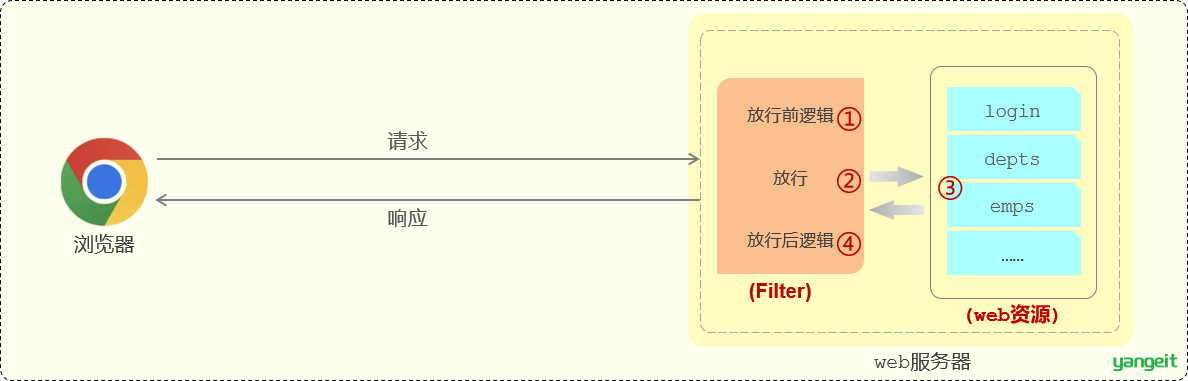 请求
响应
浏览器
放行前逻辑 ①
放行 ②
放行后逻辑 ④
(Filter)
③
login
depts
emps
……
(web资源)
web服务器
yangeit